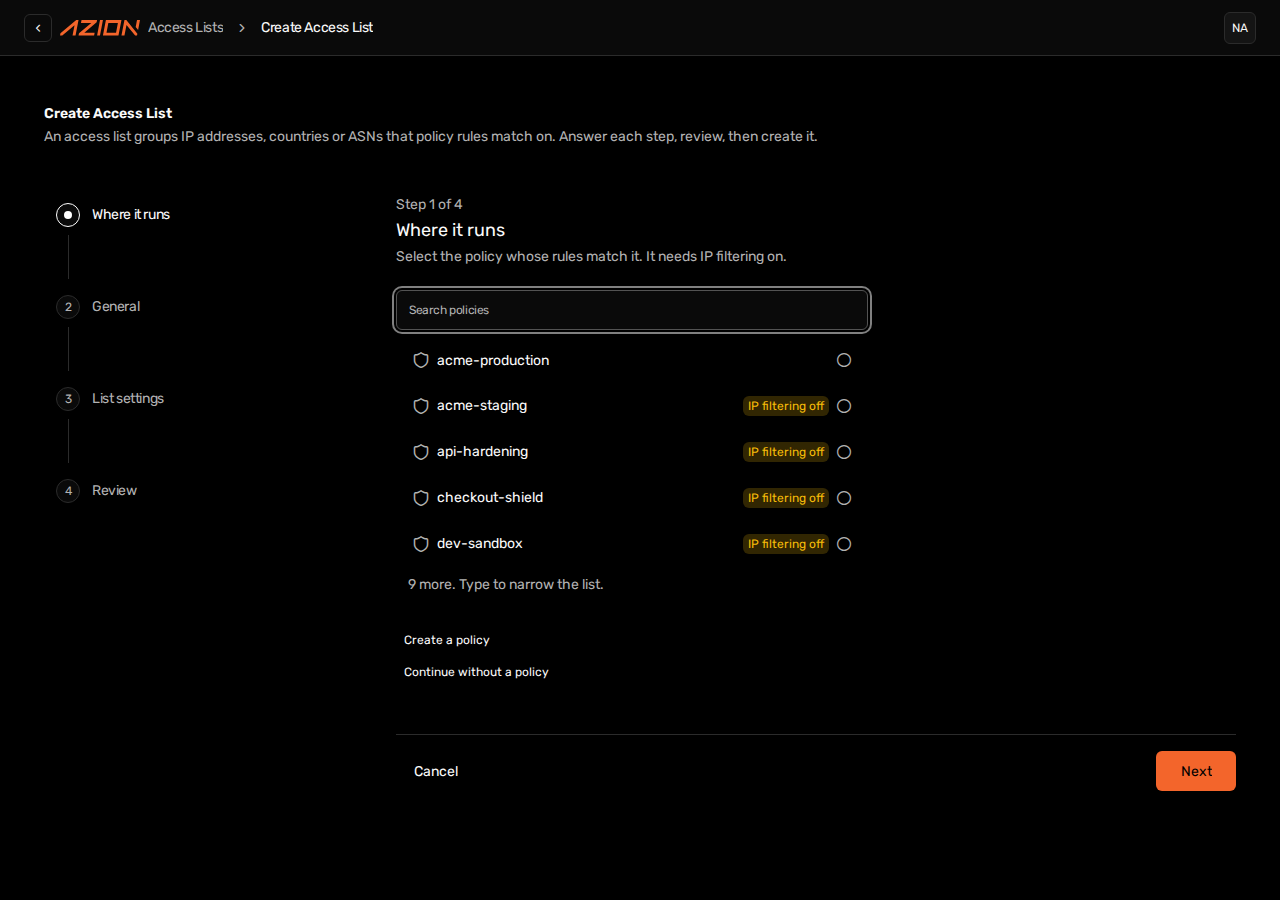 AZION Access Lists > Create Access List NA
Create Access List
An access list groups IP addresses, countries or ASNs that policy rules match on. Answer each step, review, then create it.
Where it runs
2 General
3 List settings
4 Review
Step 1 of 4
Where it runs
Select the policy whose rules match it. It needs IP filtering on.
Search policies
acme-production
acme-staging IP filtering off
api-hardening IP filtering off
checkout-shield IP filtering off
dev-sandbox IP filtering off
9 more. Type to narrow the list.
Create a policy
Continue without a policy
Cancel Next